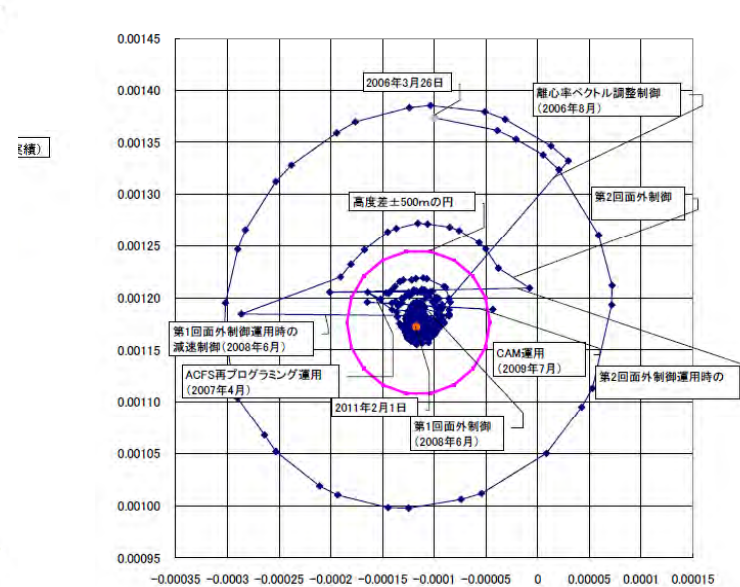 0.00145
2006年3月26日
0.00140
離心率ベクトル調整制御
(2006年8月)
実績)
0.00135
0.00130
高度差±500mの円
第2回面外制御
0.00125
0.00120
第1回面外制御運用時の
減速制御(2008年6月)
0.00115
CAM運用
(2009年7月)
ACFS再プログラミング運用
(2007年4月)
第2回面外制御運用時の
2011年2月1日
0.00110
第1回面外制御
(2008年6月)
0.00105
0.00100
0.00095
-0.00035 -0.0003 -0.00025 -0.0002 -0.00015 -0.0001 -0.00005 0 0.00005 0.0001 0.00015